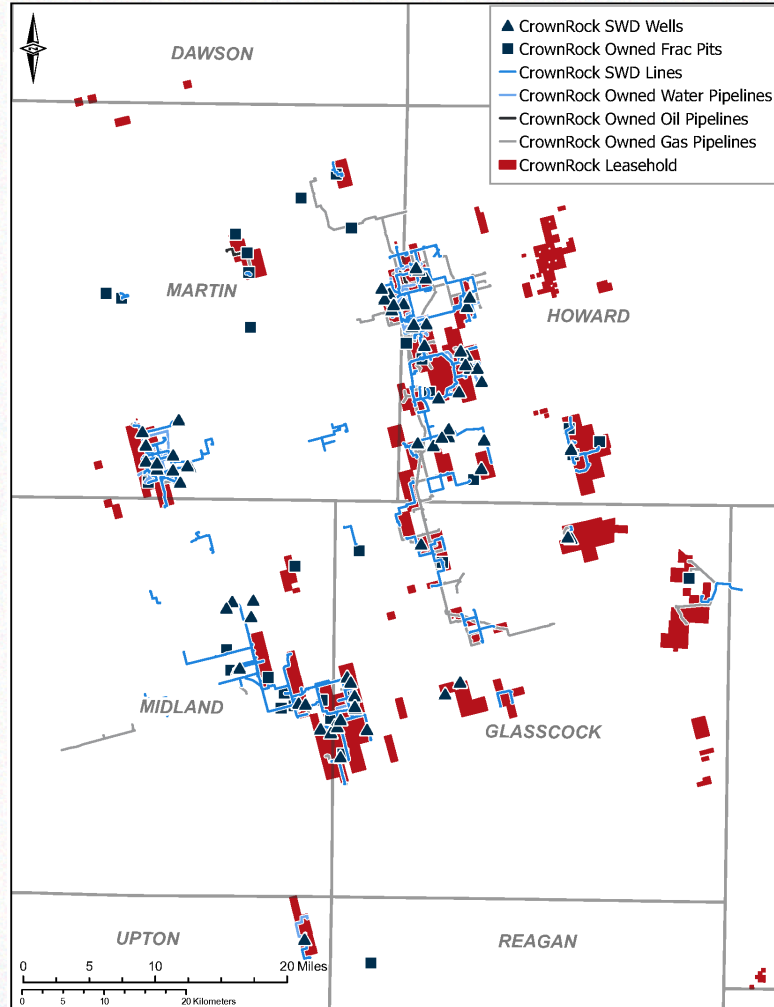 DAWSON
CrownRock SWD Wells
CrownRock Owned Frac Pits
CrownRock SWD Lines
CrownRock Owned Water Pipelines
CrownRock Owned Oil Pipelines
CrownRock Owned Gas Pipelines
CrownRock Leasehold
N
MARTIN
HOWARD
MIDLAND
GLASSCOCK
UPTON
REAGAN
0 5 10 20 Miles
0 5 10 20 Kilometers